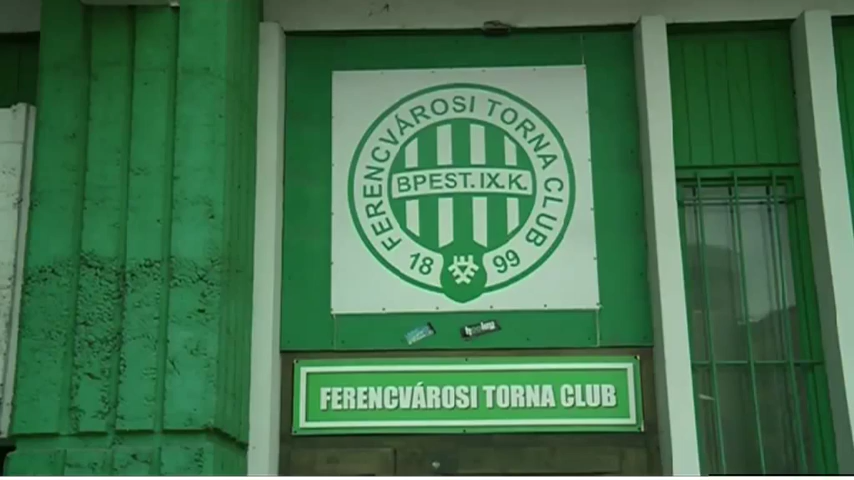 FERENCVÁROSI TORNA CLUB
BPEST. IX. K.
18 99
FERENCVÁROSI TORNA CLUB